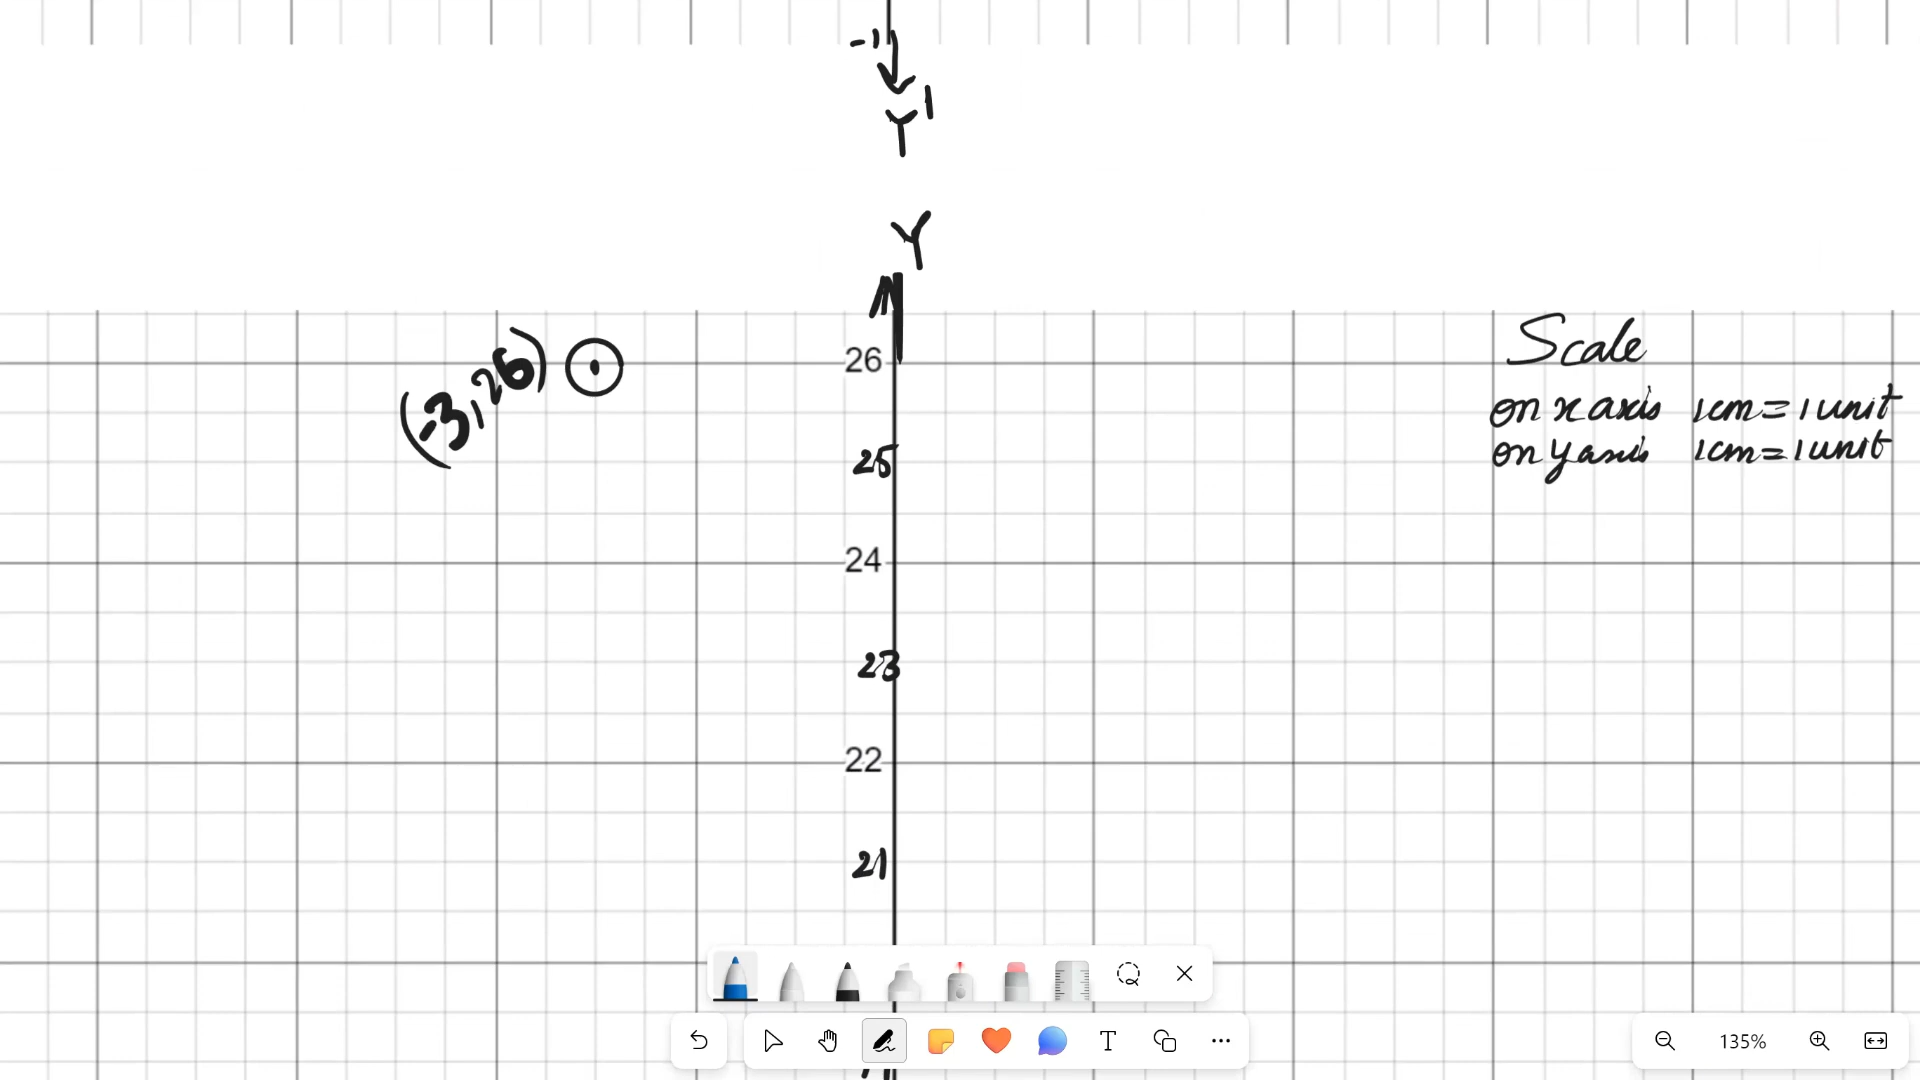 -1
Y'
Y
(-3,26)
26
Scale
on x axis 1cm = 1 unit
on y axis 1cm = 1 unit
25
24
23
22
21
T
135%